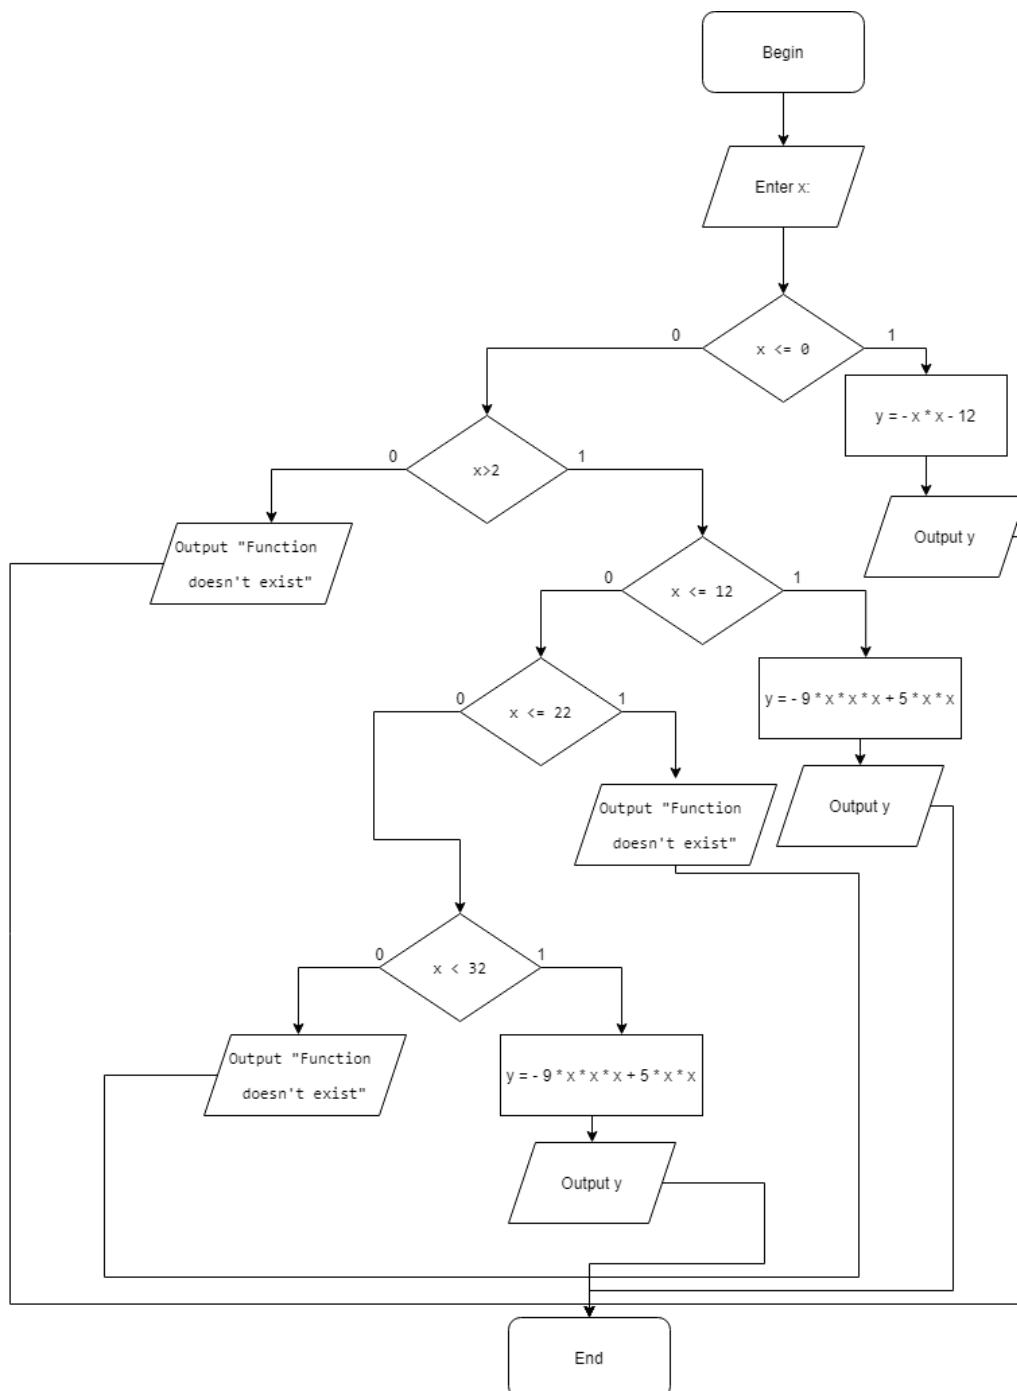 Begin
Enter x:
0
1
x <= 0
y = - x * x - 12
0
1
x>2
Output y
Output "Function
doesn't exist"
0
1
x <= 12
0
1
x <= 22
y = - 9 * x * x * x + 5 * x * x
Output "Function
doesn't exist"
Output y
0
1
x < 32
Output "Function
doesn't exist"
y = - 9 * x * x * x + 5 * x * x
Output y
End